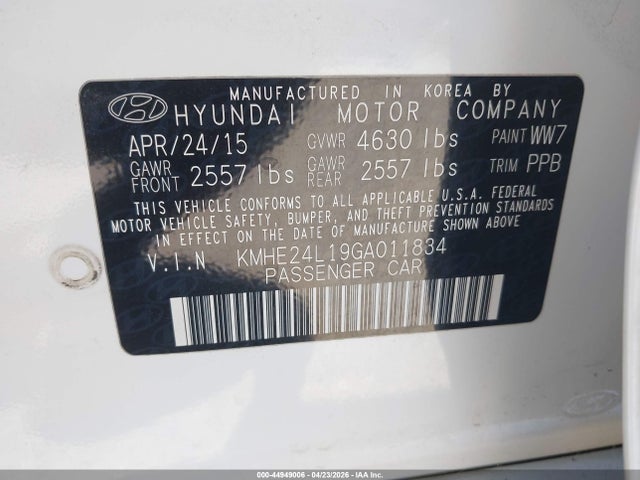 MANUFACTURED IN KOREA BY
HYUNDAI MOTOR COMPANY
APR/24/15 GVWR 4630 lbs PAINT WW7
GAWR FRONT 2557 lbs GAWR REAR 2557 lbs TRIM PPB
THIS VEHICLE CONFORMS TO ALL APPLICABLE U.S.A. FEDERAL
MOTOR VEHICLE SAFETY, BUMPER, AND THEFT PREVENTION STANDARDS
IN EFFECT ON THE DATE OF MANUFACTURE SHOWN ABOVE.
V.I.N KMHE24L19GA011834
PASSENGER CAR
000-44949006 - 04/23/2026 - IAA Inc.